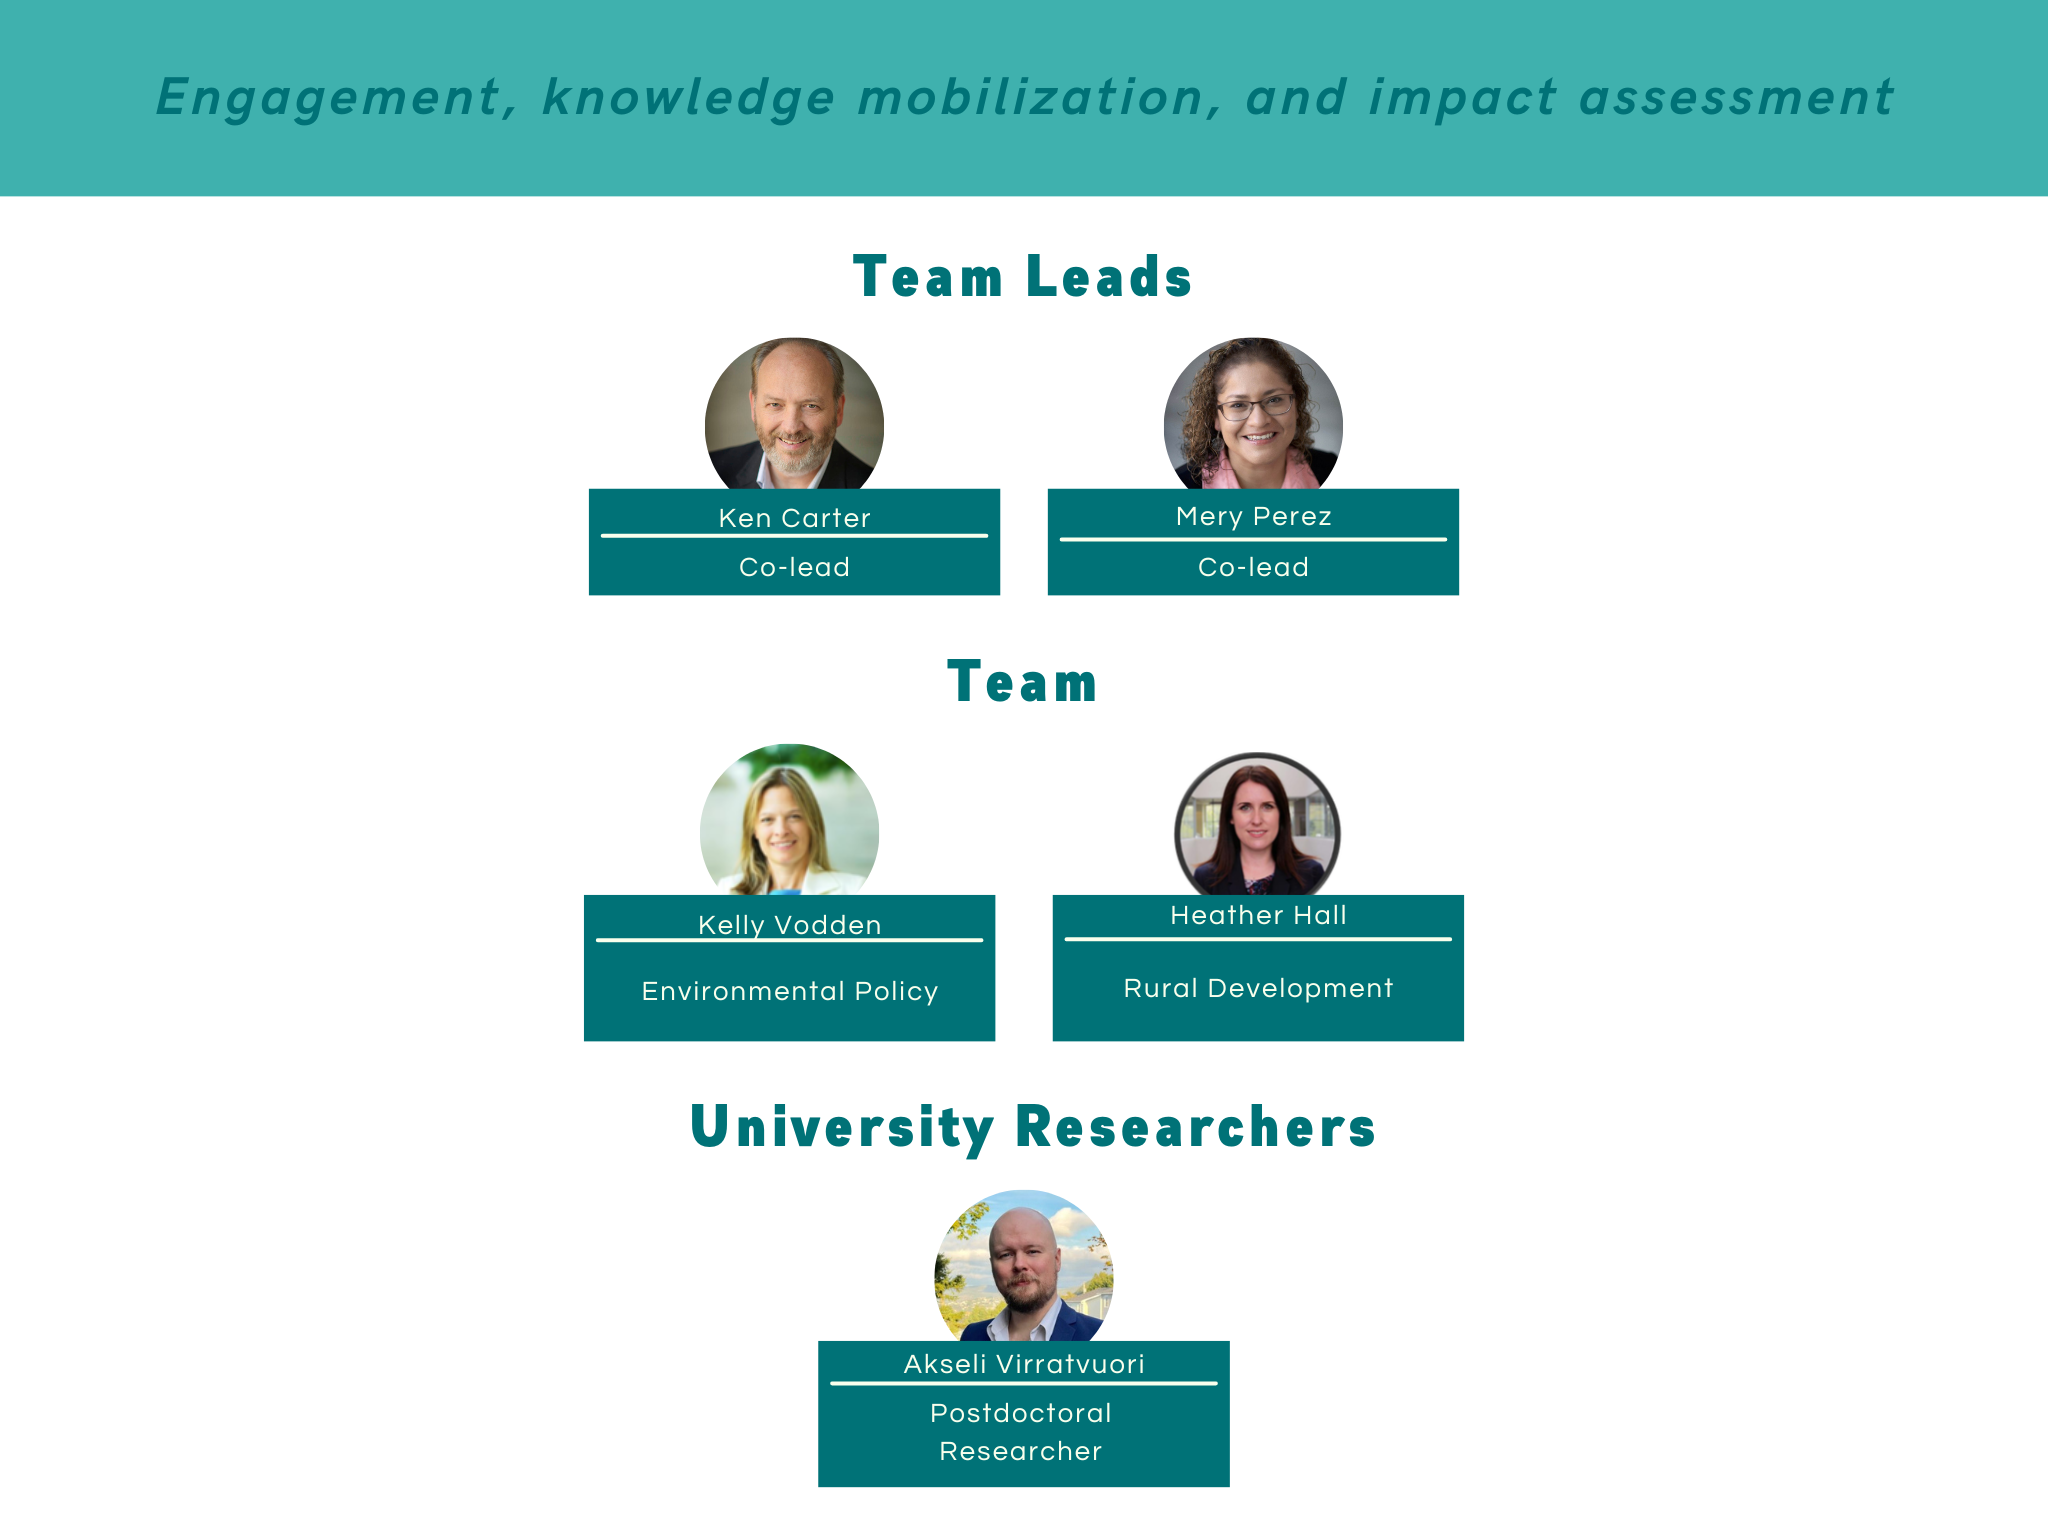 Engagement, knowledge mobilization, and impact assessment
Team Leads
Ken Carter
Co-lead
Mery Perez
Co-lead
Team
Kelly Vodden
Environmental Policy
Heather Hall
Rural Development
University Researchers
Akseli Virratvuori
Postdoctoral
Researcher